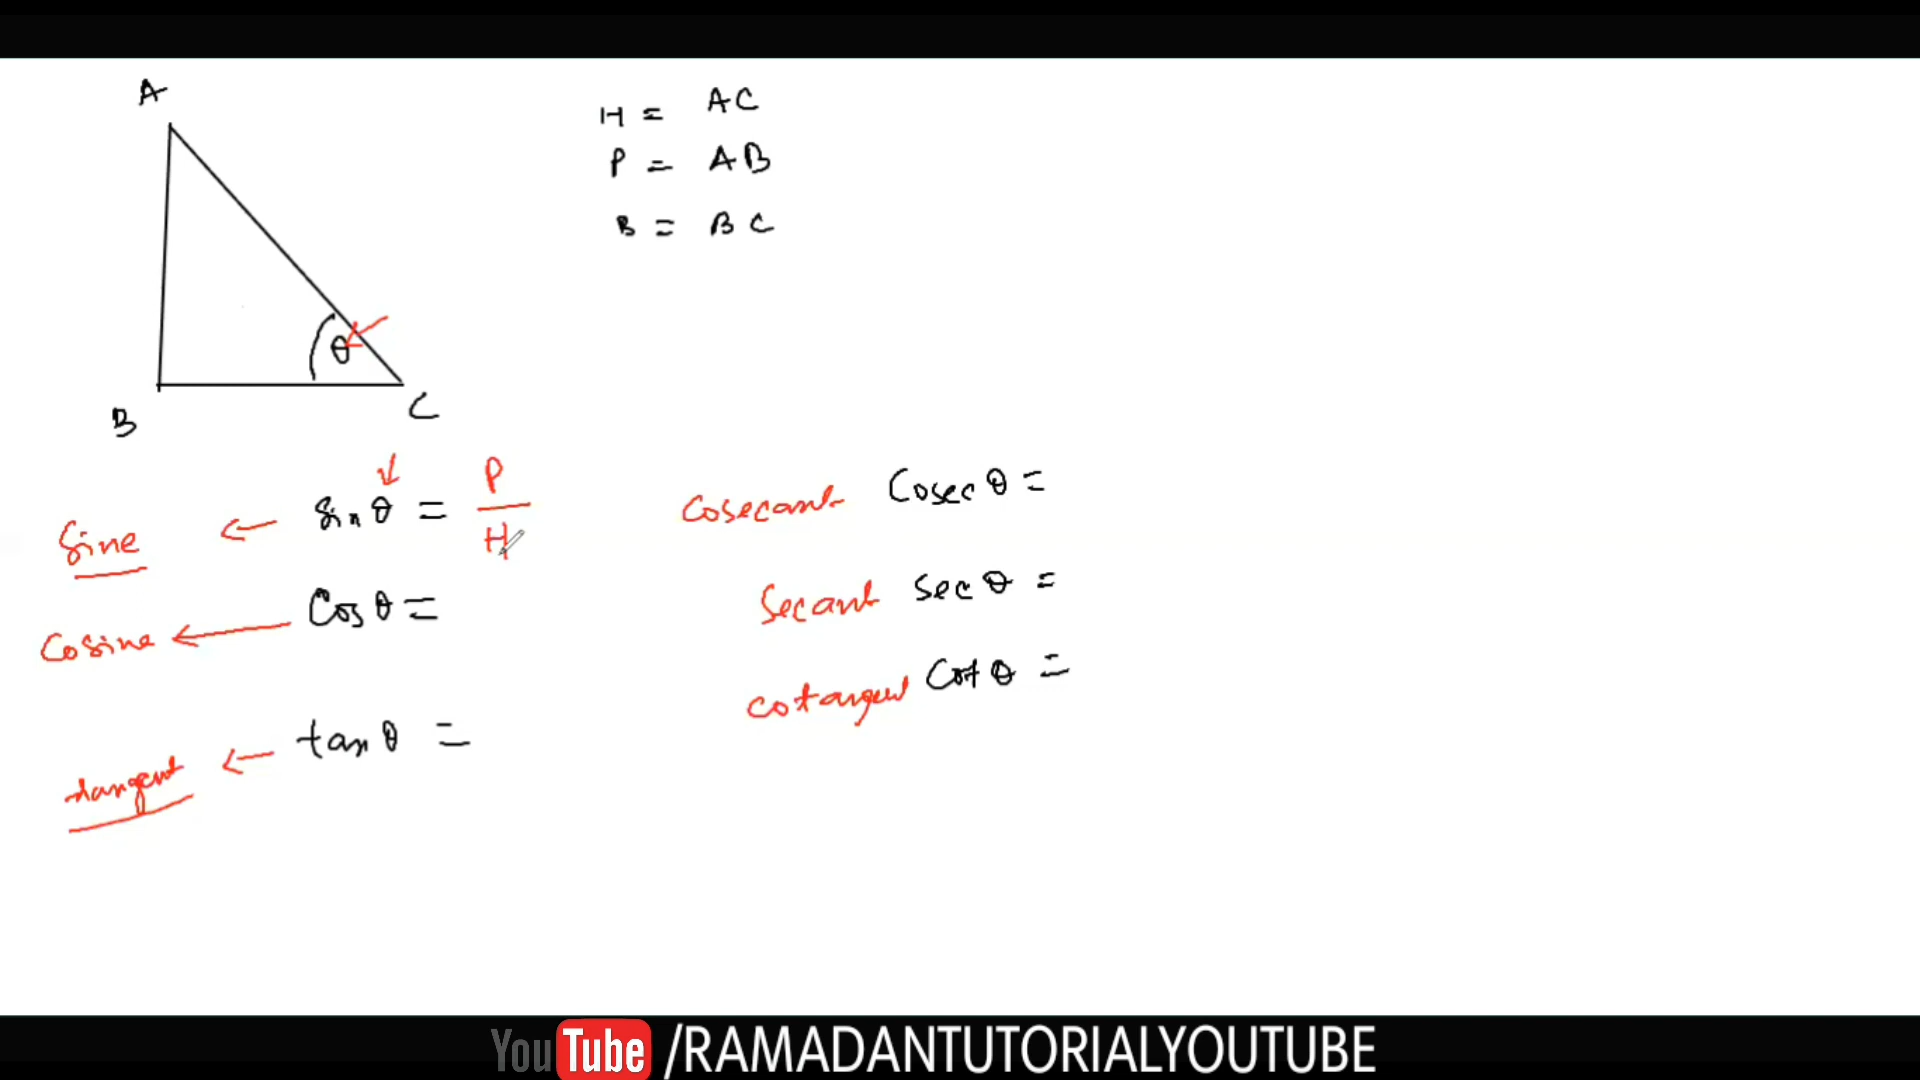 A
H = AC
P = AB
B = BC
θ
B
C
Sine ← sin θ = P/H
Cosecant Cosec θ =
Cosine ← Cos θ =
Secant sec θ =
tangent ← tan θ =
cotangent Cot θ =
YouTube /RAMADANTUTORIALYOUTUBE